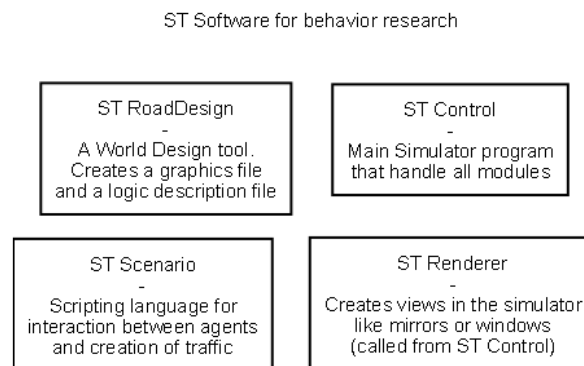 ST Software for behavior research
ST RoadDesign
-
A World Design tool.
Creates a graphics file
and a logic description file
ST Control
-
Main Simulator program
that handle all modules
ST Scenario
-
Scripting language for
interaction between agents
and creation of traffic
ST Renderer
-
Creates views in the simulator
like mirrors or windows
(called from ST Control)